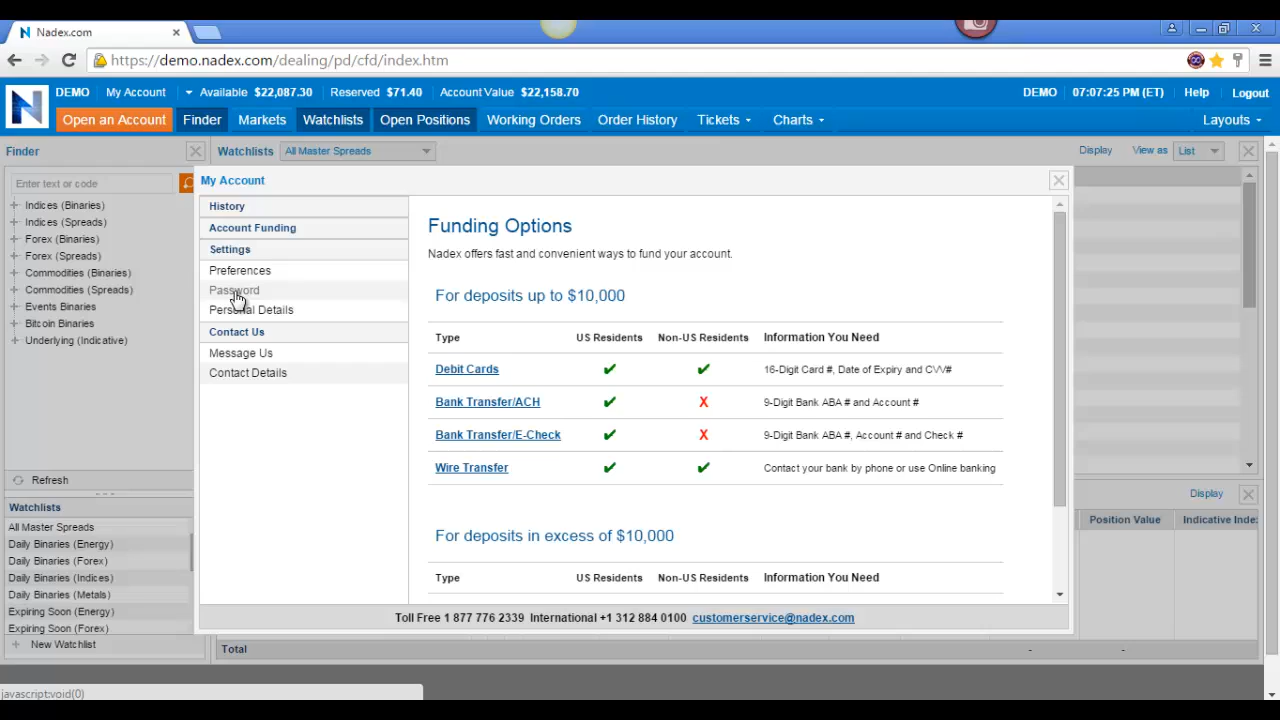 Nadex.com
https://demo.nadex.com/dealing/pd/cfd/index.htm
DEMO My Account Available $22,087.30 Reserved $71.40 Account Value $22,158.70 DEMO 07:07:25 PM (ET) Help Logout
Open an Account Finder Markets Watchlists Open Positions Working Orders Order History Tickets Charts Layouts
Finder
Watchlists All Master Spreads Display View as List
Enter text or code
Indices (Binaries)
Indices (Spreads)
Forex (Binaries)
Forex (Spreads)
Commodities (Binaries)
Commodities (Spreads)
Events Binaries
Bitcoin Binaries
Underlying (Indicative)
Refresh
Watchlists
All Master Spreads
Daily Binaries (Energy)
Daily Binaries (Forex)
Daily Binaries (Indices)
Daily Binaries (Metals)
Expiring Soon (Energy)
Expiring Soon (Forex)
New Watchlist
My Account
History
Account Funding
Settings
Preferences
Password
Personal Details
Contact Us
Message Us
Contact Details
Funding Options
Nadex offers fast and convenient ways to fund your account.
For deposits up to $10,000
Type US Residents Non-US Residents Information You Need
Debit Cards ✔ ✔ 16-Digit Card #, Date of Expiry and CVV#
Bank Transfer/ACH ✔ X 9-Digit Bank ABA # and Account #
Bank Transfer/E-Check ✔ X 9-Digit Bank ABA #, Account # and Check #
Wire Transfer ✔ ✔ Contact your bank by phone or use Online banking
For deposits in excess of $10,000
Type US Residents Non-US Residents Information You Need
Toll Free 1 877 776 2339 International +1 312 884 0100 customerservice@nadex.com
Display
Position Value Indicative Index
Total - -
javascript:void(0)